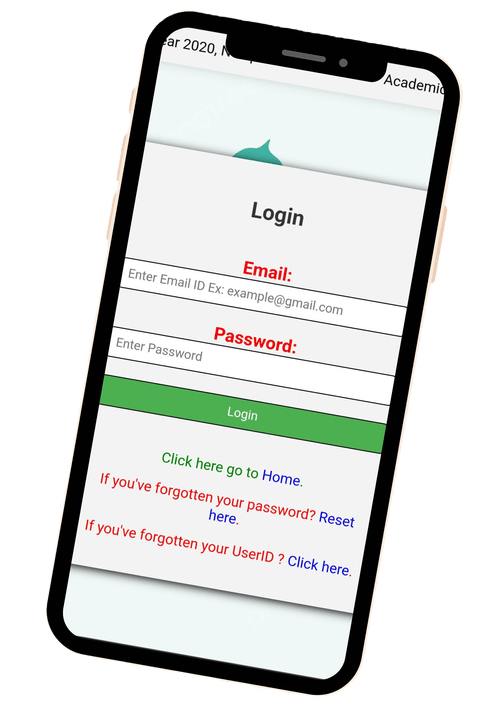 ear 2020, N
Academic
Login
Email:
Enter Email ID Ex: example@gmail.com
Password:
Enter Password
Login
Click here go to Home.
If you've forgotten your password? Reset
here.
If you've forgotten your UserID ? Click here.